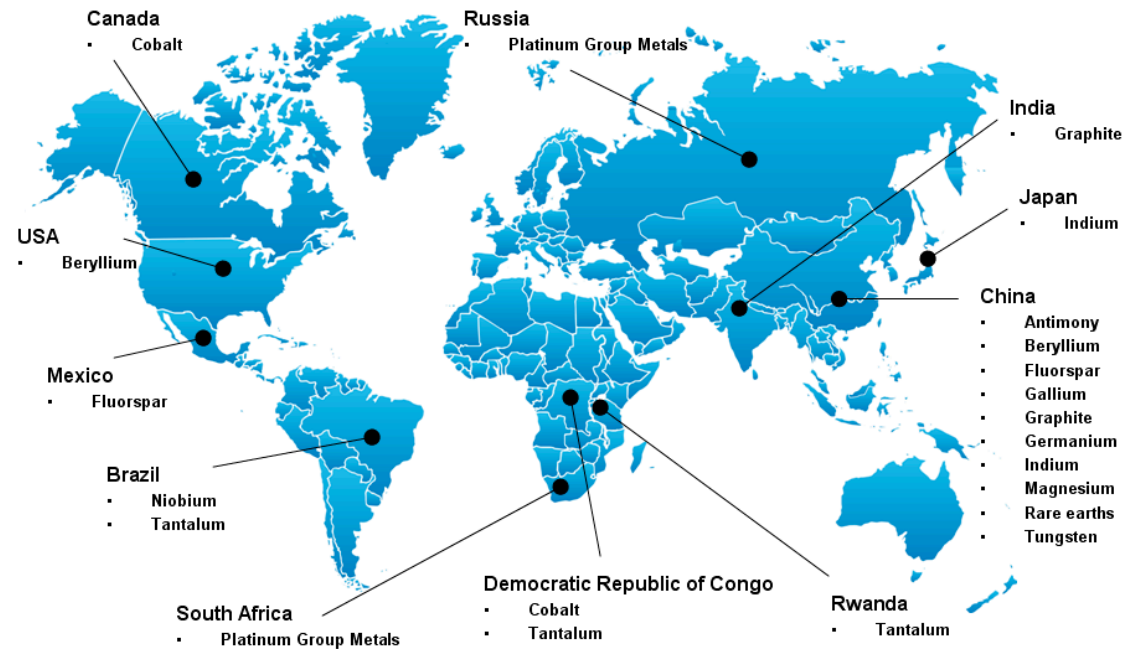 Canada
▪ Cobalt
Russia
▪ Platinum Group Metals
India
▪ Graphite
Japan
▪ Indium
USA
▪ Beryllium
China
▪ Antimony
▪ Beryllium
▪ Fluorspar
▪ Gallium
▪ Graphite
▪ Germanium
▪ Indium
▪ Magnesium
▪ Rare earths
▪ Tungsten
Mexico
▪ Fluorspar
Brazil
▪ Niobium
▪ Tantalum
South Africa
▪ Platinum Group Metals
Democratic Republic of Congo
▪ Cobalt
▪ Tantalum
Rwanda
▪ Tantalum